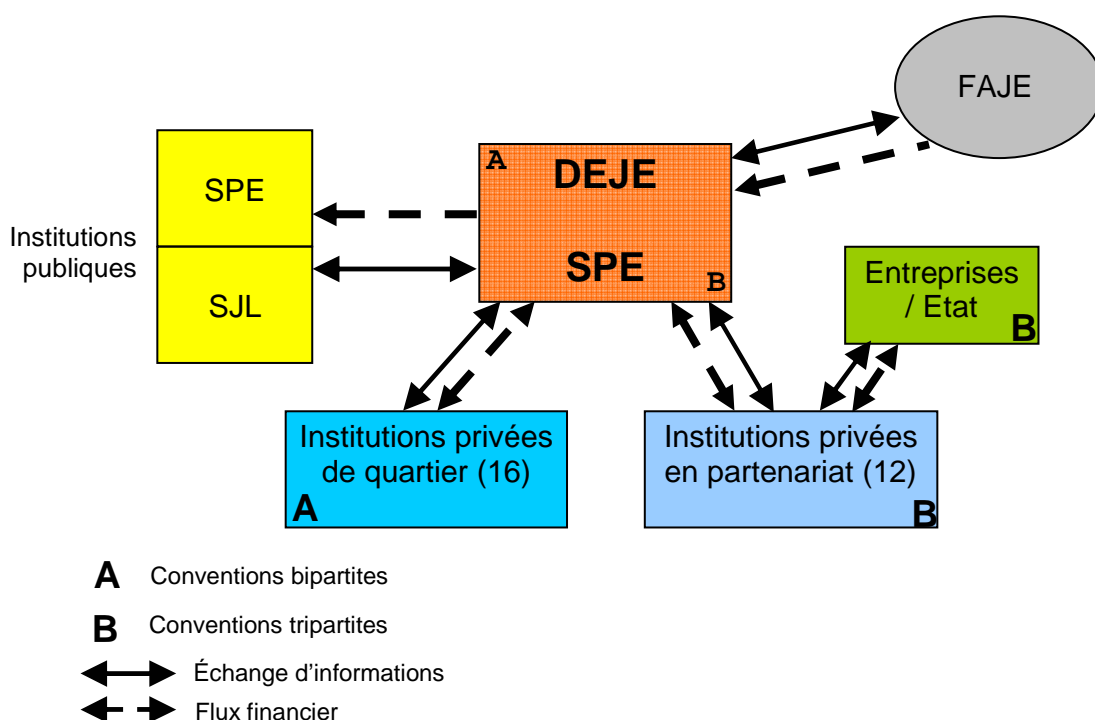 FAJE
A
DEJE
SPE
B
SPE
SJL
Institutions
publiques
Entreprises
/ Etat
B
Institutions privées
de quartier (16)
A
Institutions privées
en partenariat (12)
B
A Conventions bipartites
B Conventions tripartites
Échange d'informations
Flux financier